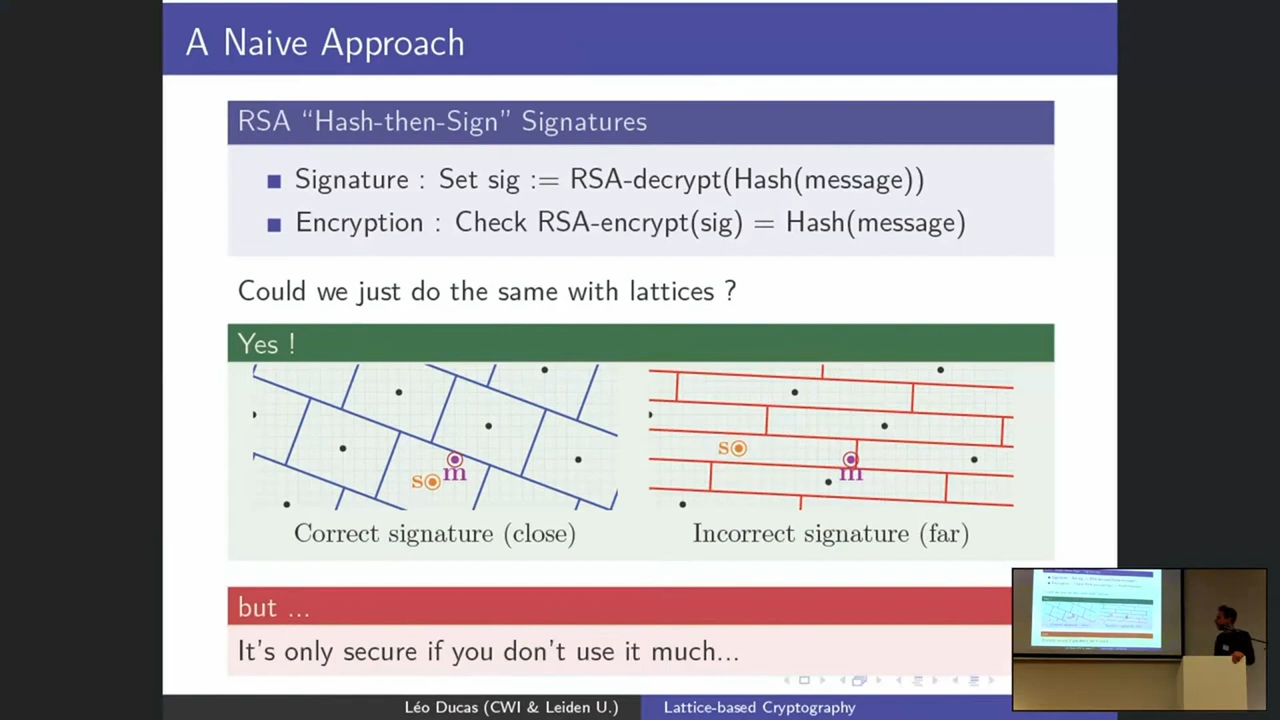 A Naive Approach
RSA “Hash-then-Sign” Signatures
Signature : Set sig := RSA-decrypt(Hash(message))
Encryption : Check RSA-encrypt(sig) = Hash(message)
Could we just do the same with lattices ?
Yes !
s
m
Correct signature (close)
s
m
Incorrect signature (far)
but ...
It's only secure if you don't use it much...
Léo Ducas (CWI & Leiden U.)
Lattice-based Cryptography